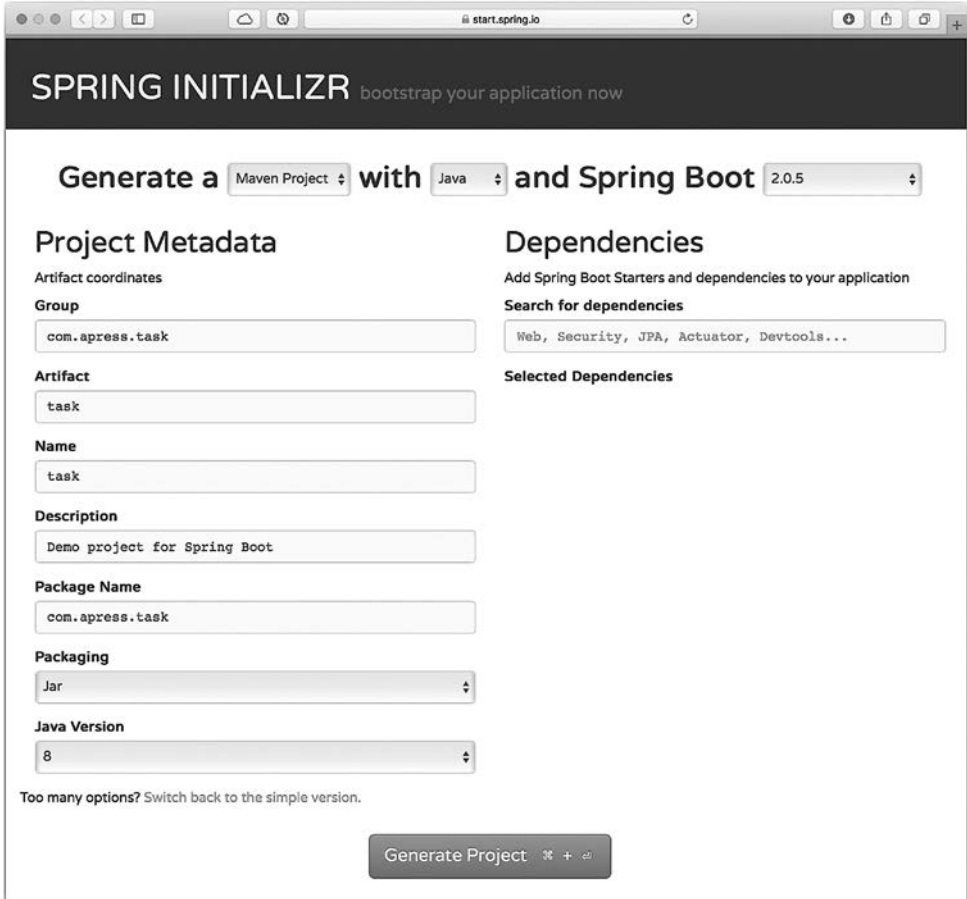 start.spring.io
SPRING INITIALIZR bootstrap your application now
Generate a Maven Project with Java and Spring Boot 2.0.5
Project Metadata
Artifact coordinates
Group
com.apress.task
Artifact
task
Name
task
Description
Demo project for Spring Boot
Package Name
com.apress.task
Packaging
Jar
Java Version
8
Too many options? Switch back to the simple version.
Dependencies
Add Spring Boot Starters and dependencies to your application
Search for dependencies
Web, Security, JPA, Actuator, Devtools...
Selected Dependencies
Generate Project ⌘ + ⏎